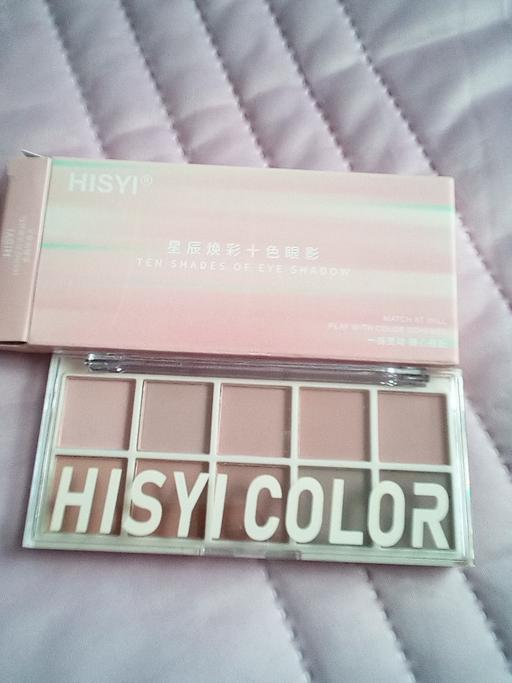 HISYI®
星辰焕彩十色眼影
TEN SHADES OF EYE SHADOW
MATCH AT WILL
PLAY WITH COLOR
HISYI COLOR